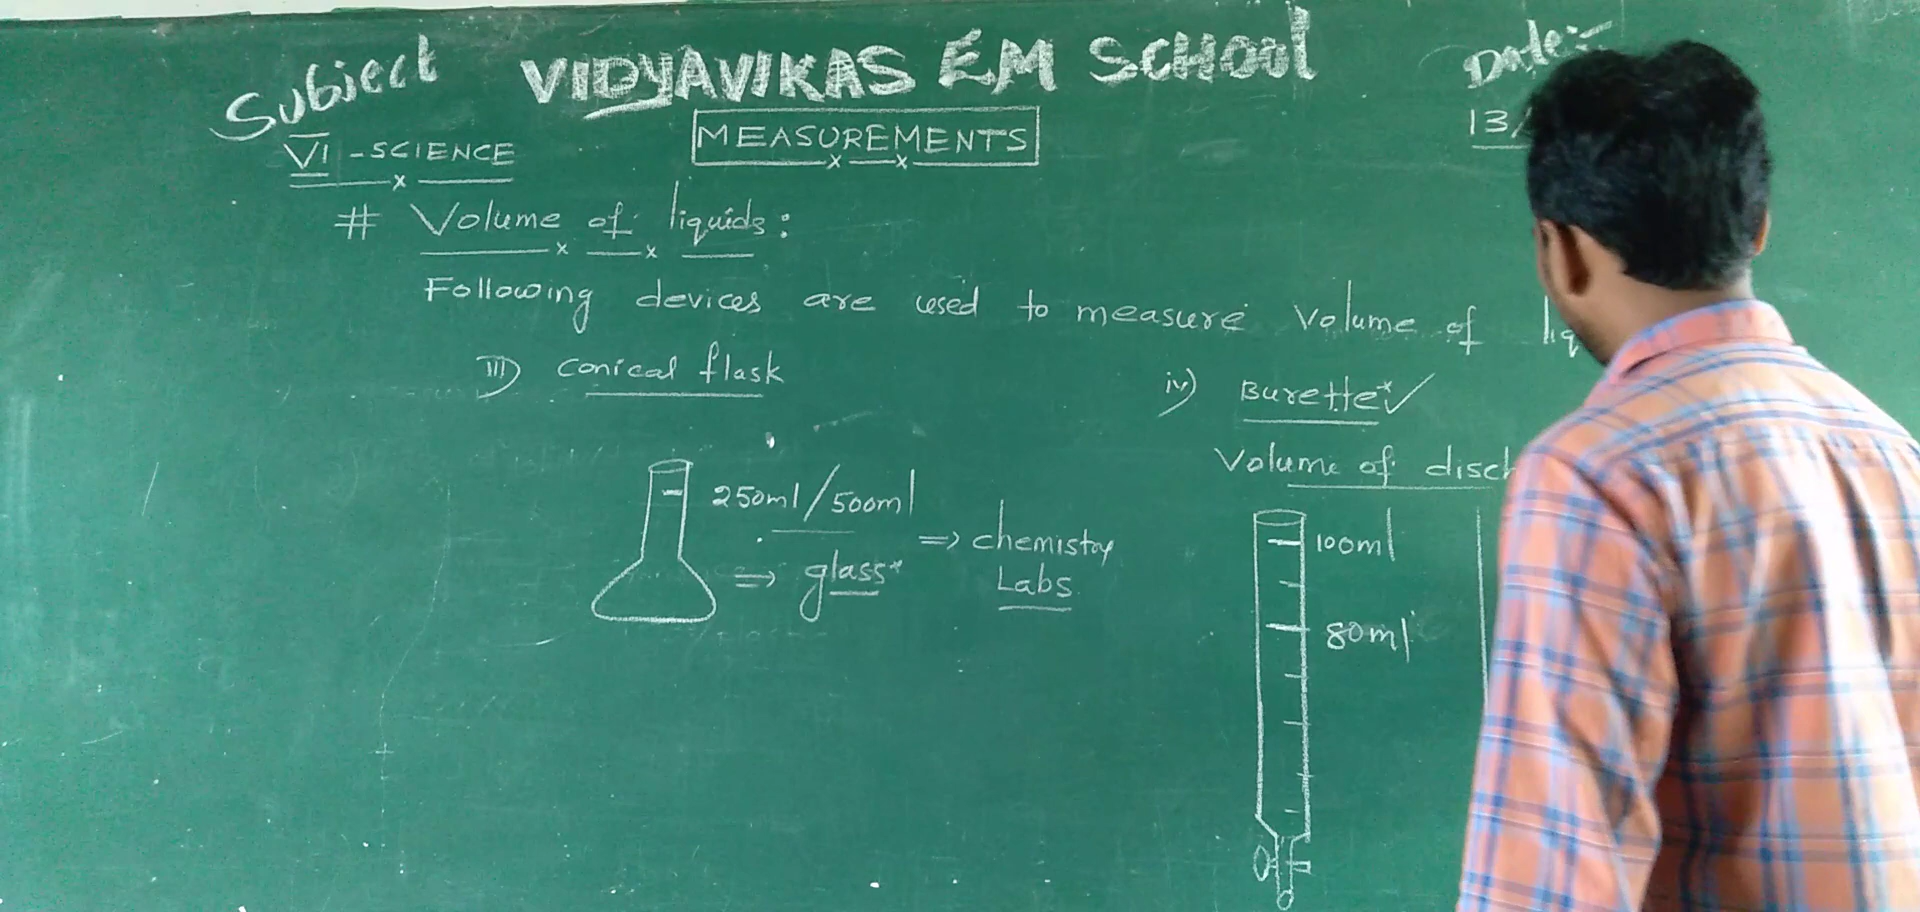 Subject VIDYAVIKAS EM SCHOOL Date:-
VI - SCIENCE
MEASUREMENTS
13/
# Volume of liquids:
Following devices are used to measure Volume of liq
III) conical flask
iv) Burette
Volume of disch
250ml/500ml
⇒ glass
⇒ chemistry
Labs
100ml
80ml